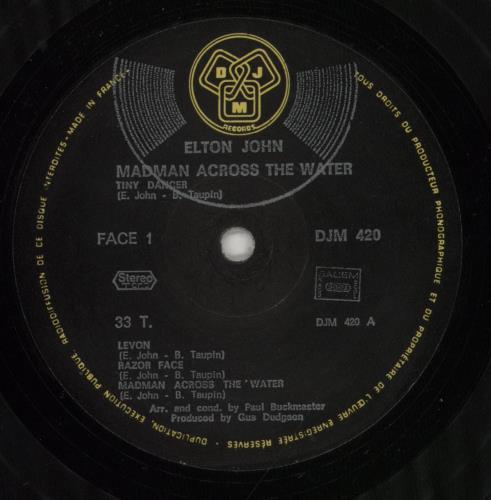 DJM
RECORDS
ELTON JOHN
MADMAN ACROSS THE WATER
TINY DANCER
(E. John - B. Taupin)
FACE 1
DJM 420
Stereo
SACEM
33 T.
DJM 420 A
LEVON
(E. John - B. Taupin)
RAZOR FACE
(E. John - B. Taupin)
MADMAN ACROSS THE WATER
(E. John - B. Taupin)
Arr. and cond. by Paul Buckmaster
Produced by Gus Dudgeon
TOUS DROITS DU PRODUCTEUR PHONOGRAPHIQUE ET DU PROPRIETAIRE DE L'ŒUVRE ENREGISTRÉE RÉSERVÉS - DUPLICATION, EXECUTION PUBLIQUE, RADIODIFFUSION DE CE DISQUE INTERDITES - MADE IN FRANCE